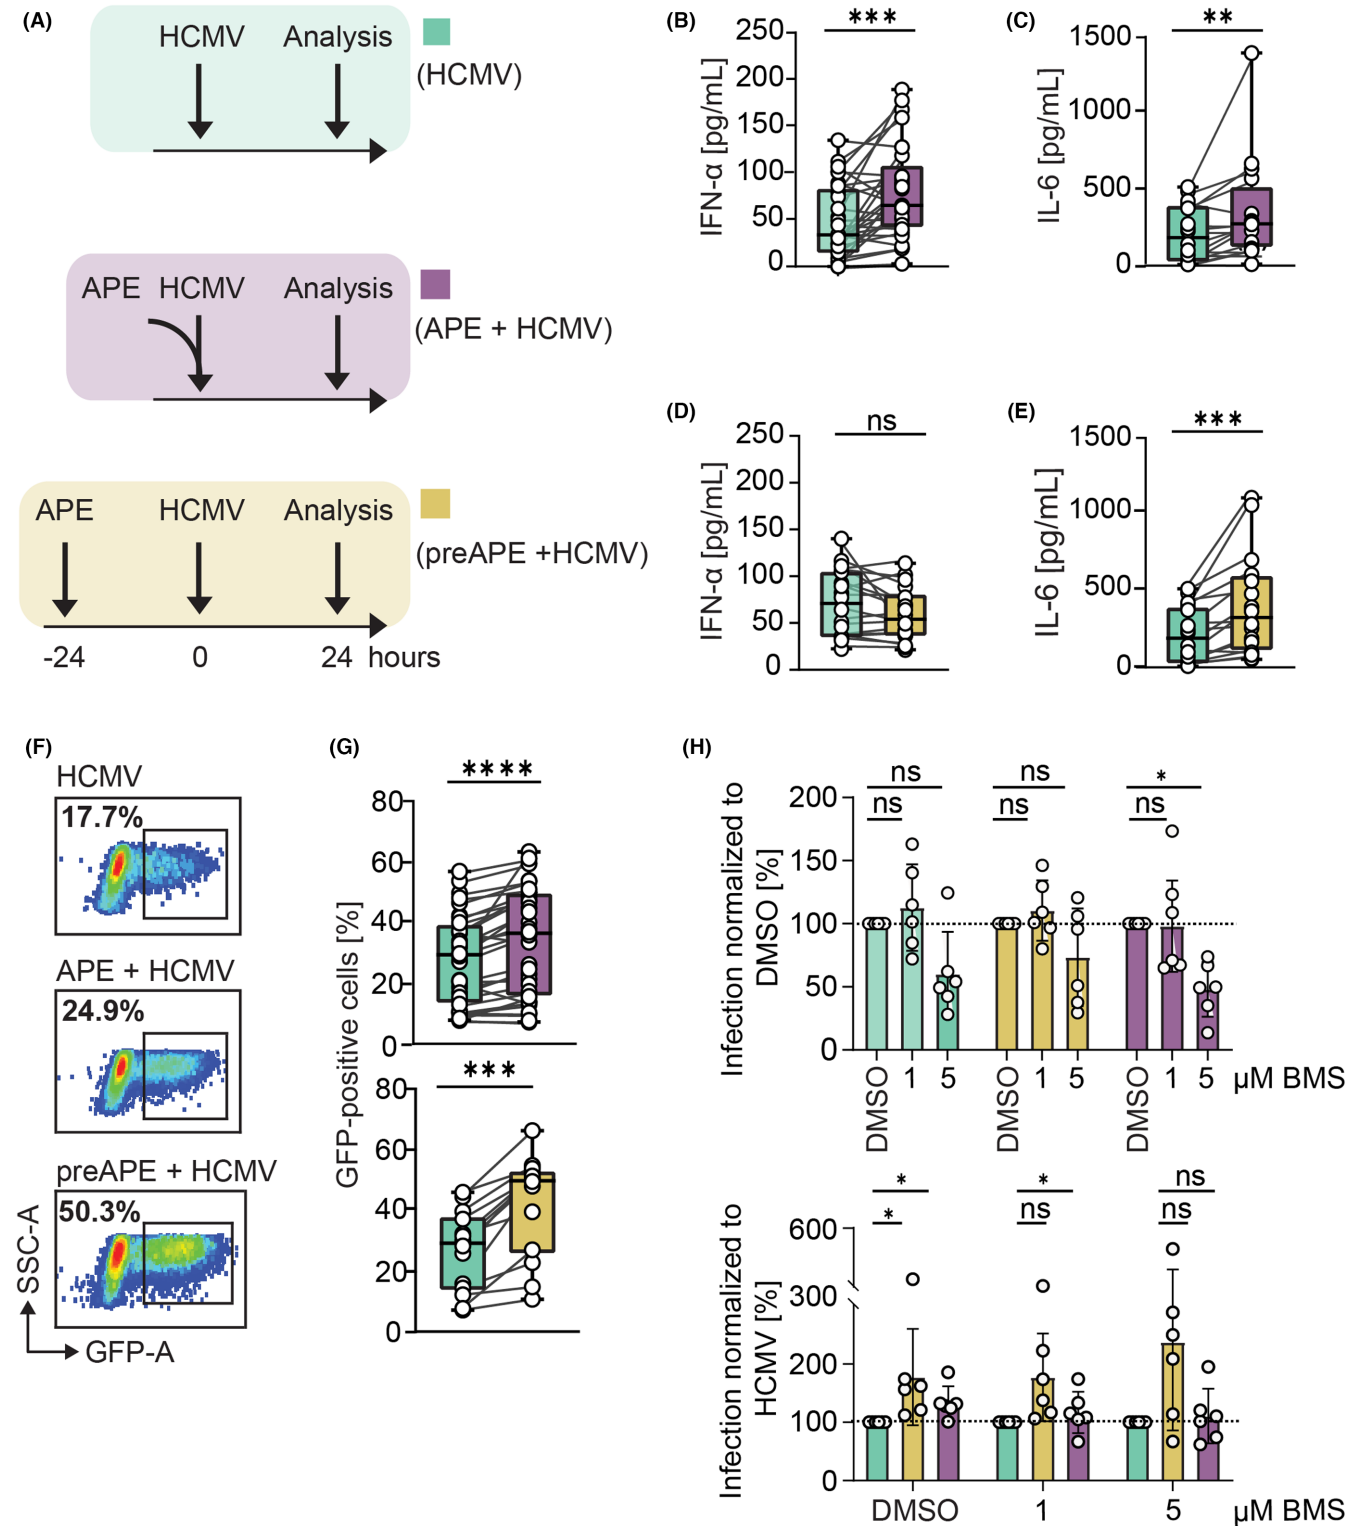 (A)
HCMV Analysis
(HCMV)
APE HCMV Analysis
(APE + HCMV)
APE HCMV Analysis
(preAPE +HCMV)
-24 0 24 hours
(B)
***
IFN-α [pg/mL]
250
200
150
100
50
0
(C)
**
IL-6 [pg/mL]
1500
1000
500
0
(D)
ns
IFN-α [pg/mL]
250
200
150
100
50
0
(E)
***
IL-6 [pg/mL]
1500
1000
500
0
(F)
HCMV
17.7%
APE + HCMV
24.9%
preAPE + HCMV
50.3%
SSC-A
GFP-A
(G)
****
GFP-positive cells [%]
80
60
40
20
0
***
80
60
40
20
0
(H)
Infection normalized to
DMSO [%]
ns ns *
ns ns ns
200
150
100
50
0
DMSO 1 5 DMSO 1 5 DMSO 1 5 µM BMS
Infection normalized to
HCMV [%]
* * ns
* ns ns
600
300
200
100
0
DMSO 1 5 µM BMS